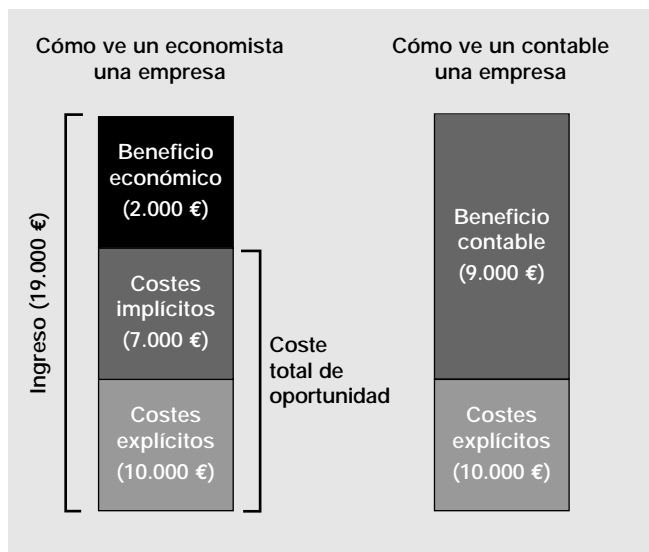 Cómo ve un economista
una empresa
Cómo ve un contable
una empresa
Ingreso (19.000 €)
Beneficio
económico
(2.000 €)
Costes
implícitos
(7.000 €)
Costes
explícitos
(10.000 €)
Coste
total de
oportunidad
Beneficio
contable
(9.000 €)
Costes
explícitos
(10.000 €)